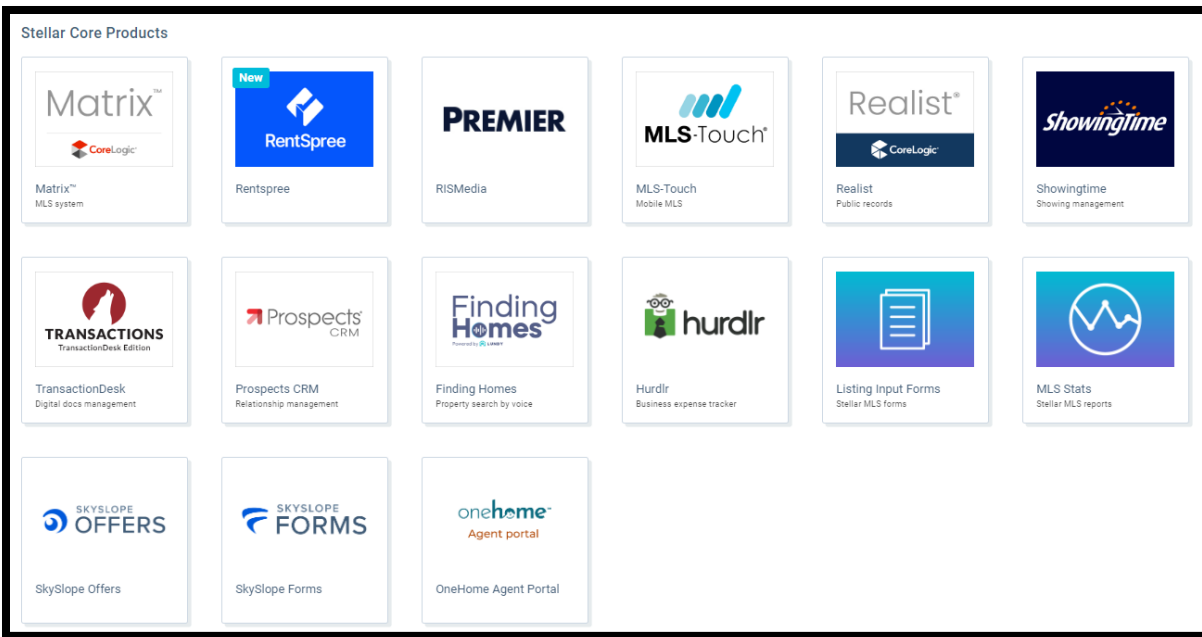 Stellar Core Products
Matrix™
CoreLogic®
Matrix™
MLS system
New
RentSpree
Rentspree
PREMIER
RISMedia
MLS-Touch®
MLS-Touch
Mobile MLS
Realist®
CoreLogic®
Realist
Public records
ShowingTime
Showingtime
Showing management
TRANSACTIONS
TransactionDesk Edition
TransactionDesk
Digital docs management
Prospects
CRM
Prospects CRM
Relationship management
Finding
Homes
Powered by
Finding Homes
Property search by voice
hurdlr
Hurdlr
Business expense tracker
Listing Input Forms
Stellar MLS forms
MLS Stats
Stellar MLS reports
SKYSLOPE
OFFERS
SkySlope Offers
SKYSLOPE
FORMS
SkySlope Forms
onehome™
Agent portal
OneHome Agent Portal